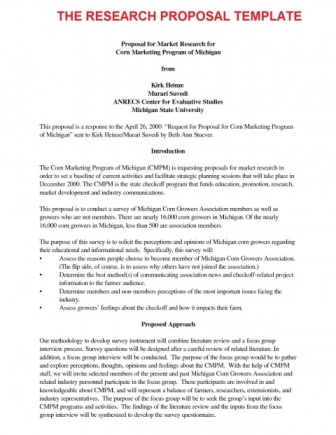 THE RESEARCH PROPOSAL TEMPLATE
Proposal for Market Research for
Corn Marketing Program of Michigan
from
Kirk Heinze
Murari Suvedi
ANRECS Center for Evaluative Studies
Michigan State University
This proposal is a response to the April 26, 2000 "Request for Proposal for Corn Marketing Program
of Michigan" sent to Kirk Heinze/Murari Suvedi by Beth Ann Stuever.
Introduction
The Corn Marketing Program of Michigan (CMPM) is requesting proposals for market research in
order to set a baseline of current activities and facilitate strategic planning sessions that will take place in
December 2000. The CMPM is the state checkoff program that funds education, promotion, research,
market development and industry communications.
This proposal is to conduct a survey of Michigan Corn Growers Association members as well as
growers who are not members. There are nearly 16,000 corn growers in Michigan. Of the nearly
16,000 corn growers in Michigan, less than 500 are association members.
The purpose of this survey is to solicit the perceptions and opinions of Michigan corn growers regarding
their educational and informational needs. Specifically, this survey will:
• Assess the reasons people choose to become member of Michigan Corn Growers Association.
(The flip side, of course, is to assess why others have not joined the association.)
• Determine the best method(s) of communicating association news and checkoff-related project
information to the farmer audience.
• Determine members and non-members perceptions of the most important issues facing the
industry.
• Assess growers' feelings about the checkoff and how it impacts their farm.
Proposed Approach
Our methodology to develop survey instrument will combine literature review and a focus group
interview process. Survey questions will be designed after a careful review of related literature. In
addition, a focus group interview will be conducted. The purpose of the focus group would be to gather
and explore perceptions, thoughts, opinions and feelings about the CMPM. With the help of CMPM
staff, we will invite selected members of the present and past Michigan Corn Growers Association and
related industry personnel participate in the focus group. These participants are involved in and
knowledgeable about CMPM, and will represent a balance of farmers, researchers, extensionists, and
industry representatives. The purpose of the focus group will be to seek the group's input into the
CMPM programs and activities. The findings of the literature review and the inputs from the focus
group interview will be synthesized to develop the survey questionnaire.